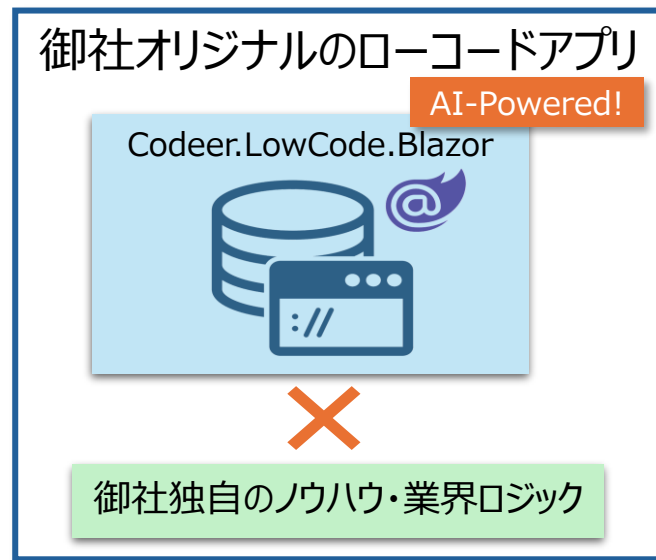 御社オリジナルのローコードアプリ
AI-Powered!
Codeer.LowCode.Blazor
@
://
御社独自のノウハウ・業界ロジック